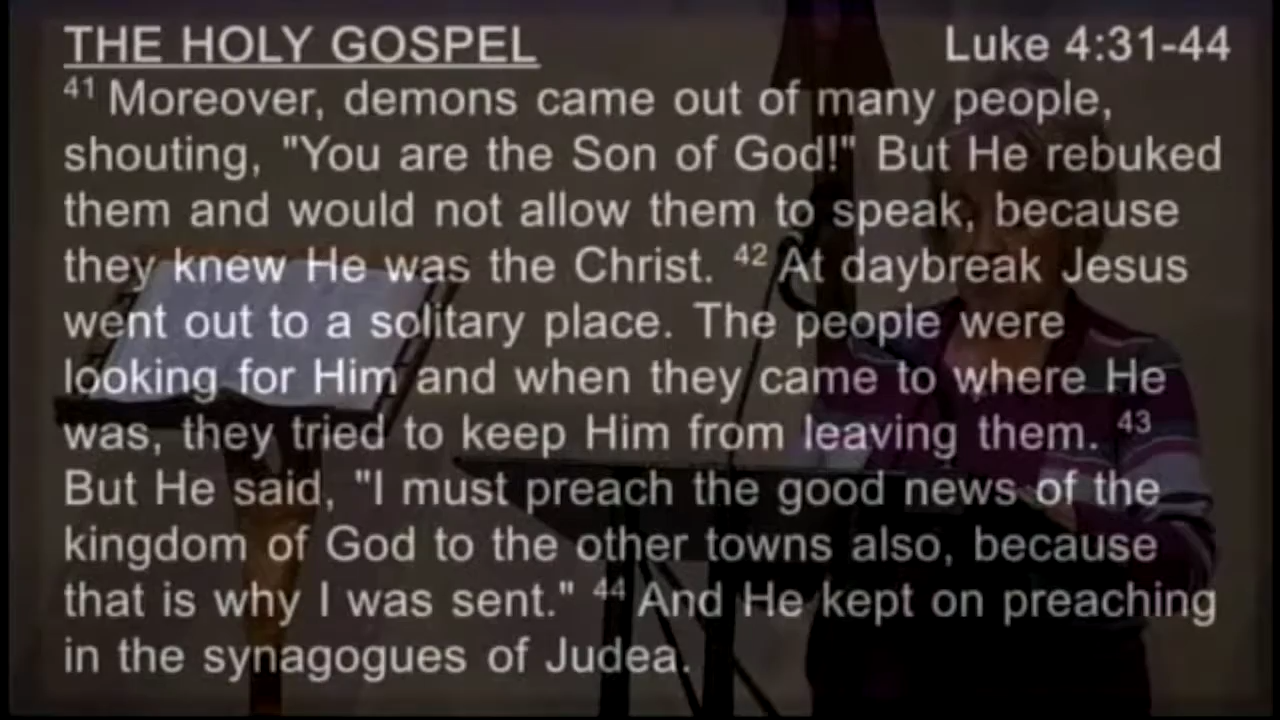 THE HOLY GOSPEL Luke 4:31-44
41 Moreover, demons came out of many people,
shouting, "You are the Son of God!" But He rebuked
them and would not allow them to speak, because
they knew He was the Christ. 42 At daybreak Jesus
went out to a solitary place. The people were
looking for Him and when they came to where He
was, they tried to keep Him from leaving them. 43
But He said, "I must preach the good news of the
kingdom of God to the other towns also, because
that is why I was sent." 44 And He kept on preaching
in the synagogues of Judea.